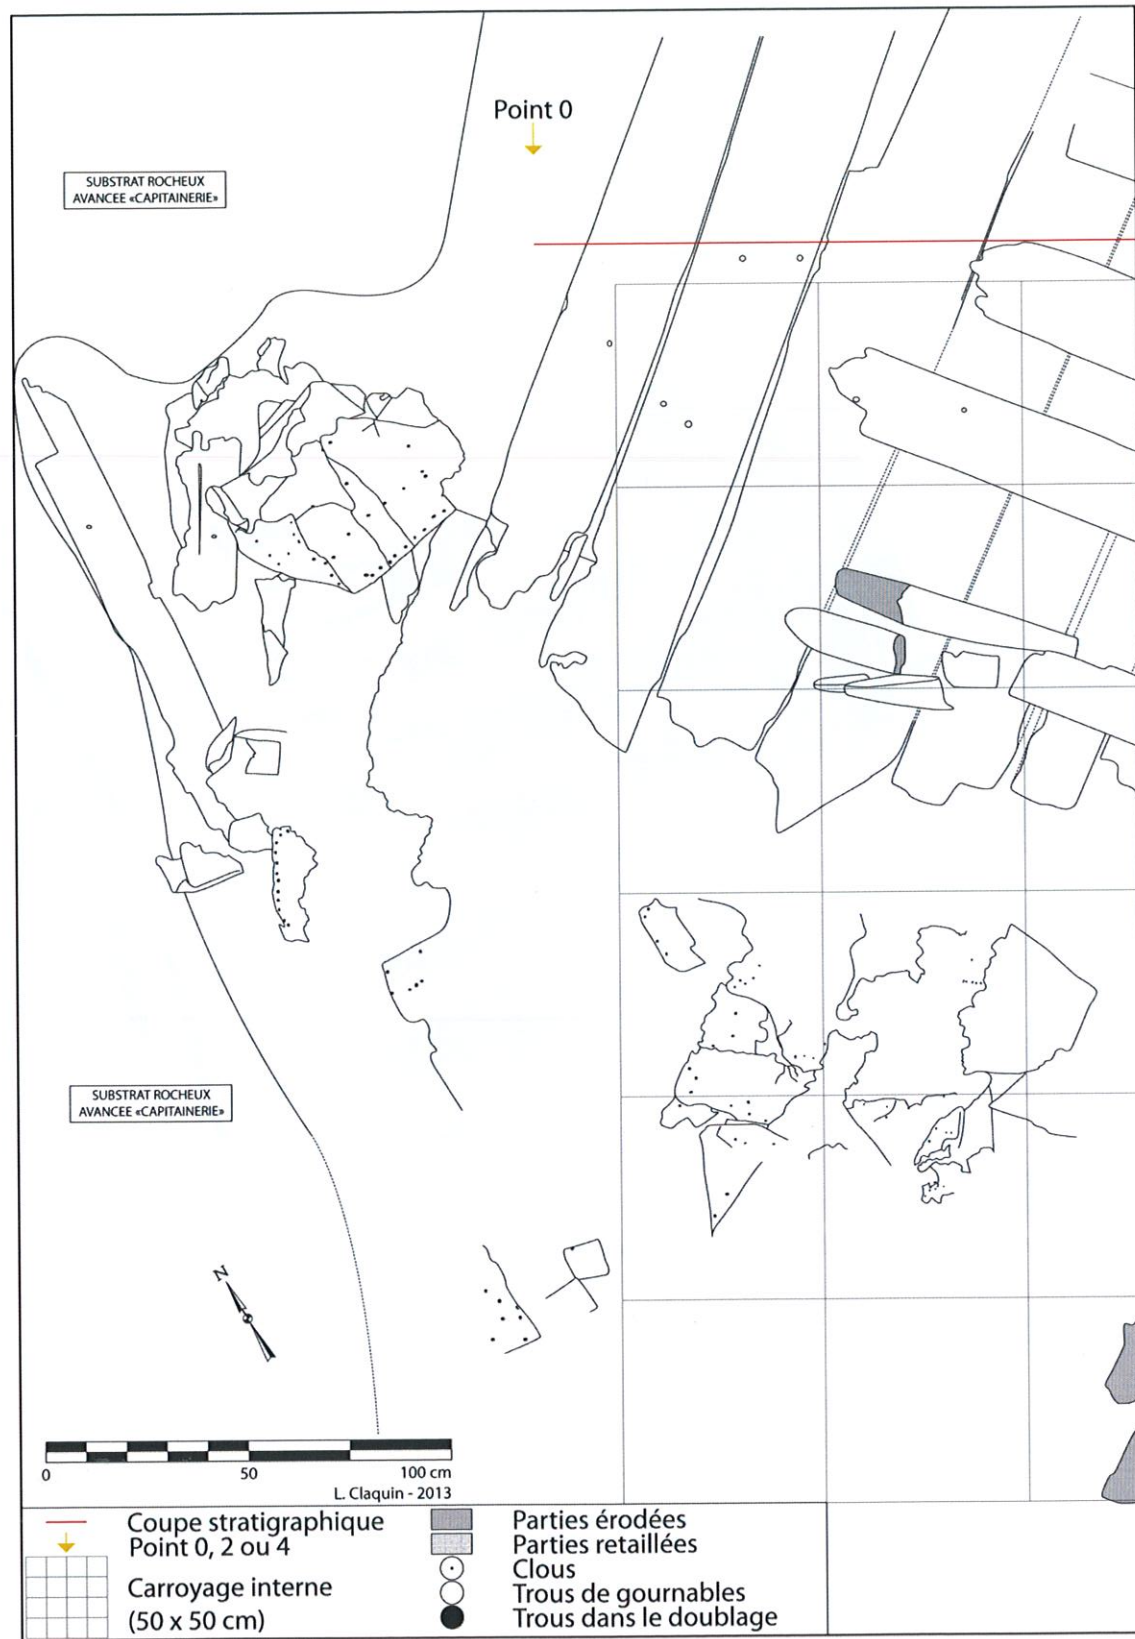 Point 0
SUBSTRAT ROCHEUX
AVANCEE «CAPITAINERIE»
SUBSTRAT ROCHEUX
AVANCEE «CAPITAINERIE»
N
0 50 100 cm
L. Claquin - 2013
Coupe stratigraphique
Point 0, 2 ou 4
Carroyage interne
(50 x 50 cm)
Parties érodées
Parties retaillées
Clous
Trous de gournables
Trous dans le doublage